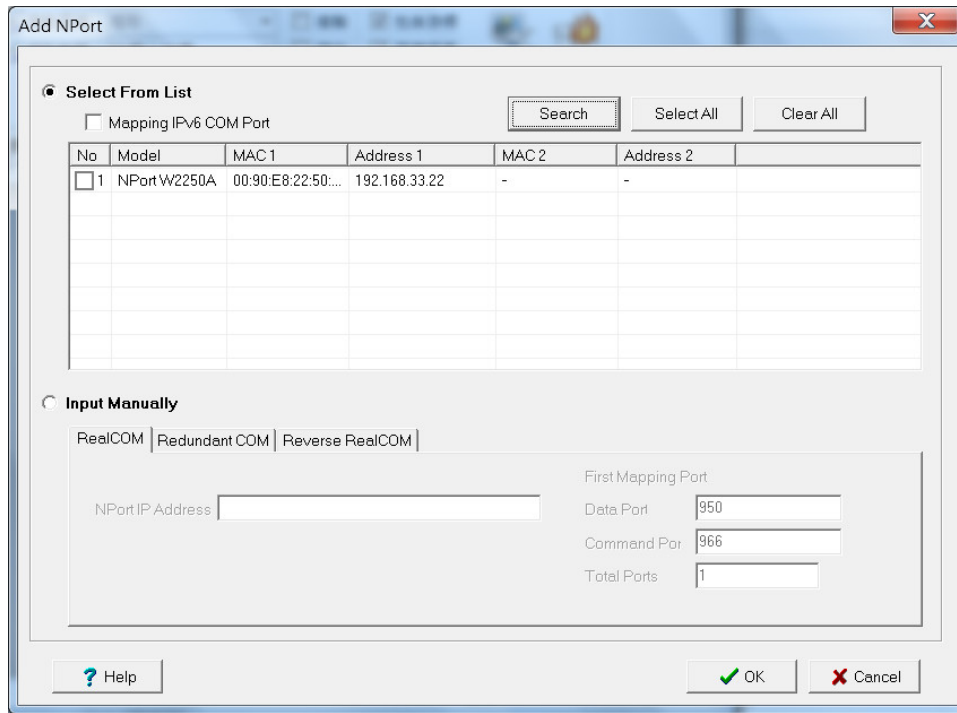 Add NPort
Select From List
Mapping IPv6 COM Port
Search Select All Clear All
No Model MAC 1 Address 1 MAC 2 Address 2
1 NPort W2250A 00:90:E8:22:50:... 192.168.33.22 - -
Input Manually
RealCOM Redundant COM Reverse RealCOM
First Mapping Port
NPort IP Address Data Port 950
Command Por 966
Total Ports 1
? Help OK Cancel